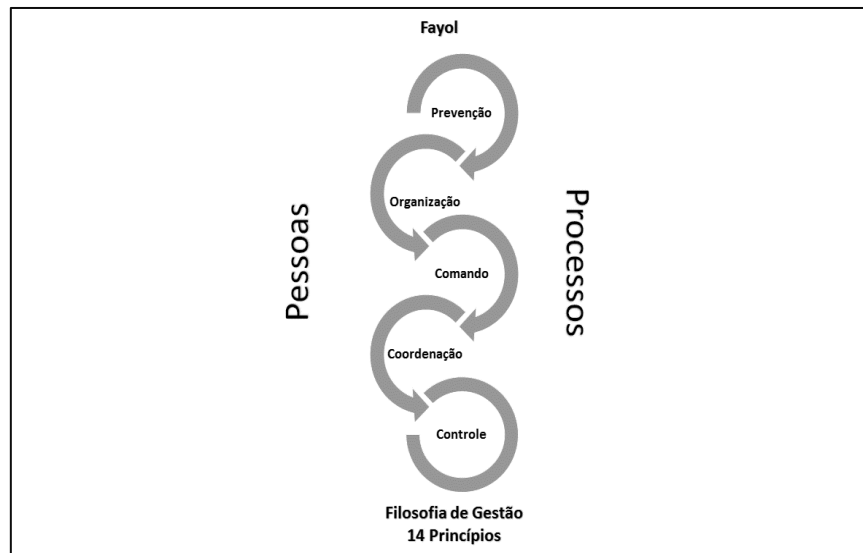 Fayol
Prevenção
Organização
Pessoas
Processos
Comando
Coordenação
Controle
Filosofia de Gestão
14 Princípios